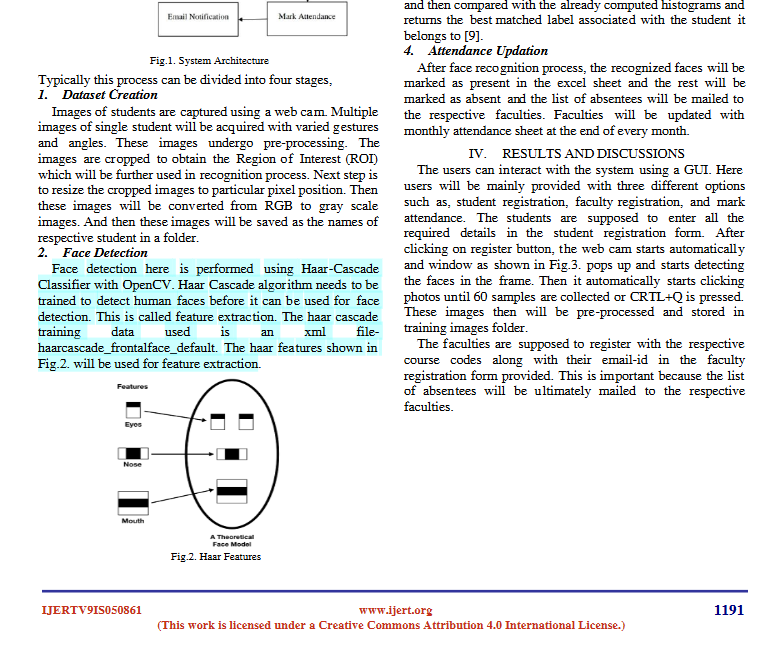 Email Notification
Mark Attendance
Fig.1. System Architecture
Typically this process can be divided into four stages,
1. Dataset Creation
Images of students are captured using a web cam. Multiple
images of single student will be acquired with varied gestures
and angles. These images undergo pre-processing. The
images are cropped to obtain the Region of Interest (ROI)
which will be further used in recognition process. Next step is
to resize the cropped images to particular pixel position. Then
these images will be converted from RGB to gray scale
images. And then these images will be saved as the names of
respective student in a folder.
2. Face Detection
Face detection here is performed using Haar-Cascade
Classifier with OpenCV. Haar Cascade algorithm needs to be
trained to detect human faces before it can be used for face
detection. This is called feature extraction. The haar cascade
training data used is an xml file-
haarcascade_frontalface_default. The haar features shown in
Fig.2. will be used for feature extraction.
Features
Eyes
Nose
Mouth
A Theoretical
Face Model
Fig.2. Haar Features
and then compared with the already computed histograms and
returns the best matched label associated with the student it
belongs to [9].
4. Attendance Updation
After face recognition process, the recognized faces will be
marked as present in the excel sheet and the rest will be
marked as absent and the list of absentees will be mailed to
the respective faculties. Faculties will be updated with
monthly attendance sheet at the end of every month.
IV. RESULTS AND DISCUSSIONS
The users can interact with the system using a GUI. Here
users will be mainly provided with three different options
such as, student registration, faculty registration, and mark
attendance. The students are supposed to enter all the
required details in the student registration form. After
clicking on register button, the web cam starts automatically
and window as shown in Fig.3. pops up and starts detecting
the faces in the frame. Then it automatically starts clicking
photos until 60 samples are collected or CRTL+Q is pressed.
These images then will be pre-processed and stored in
training images folder.
The faculties are supposed to register with the respective
course codes along with their email-id in the faculty
registration form provided. This is important because the list
of absentees will be ultimately mailed to the respective
faculties.
IJERTV9IS050861
www.ijert.org
1191
(This work is licensed under a Creative Commons Attribution 4.0 International License.)